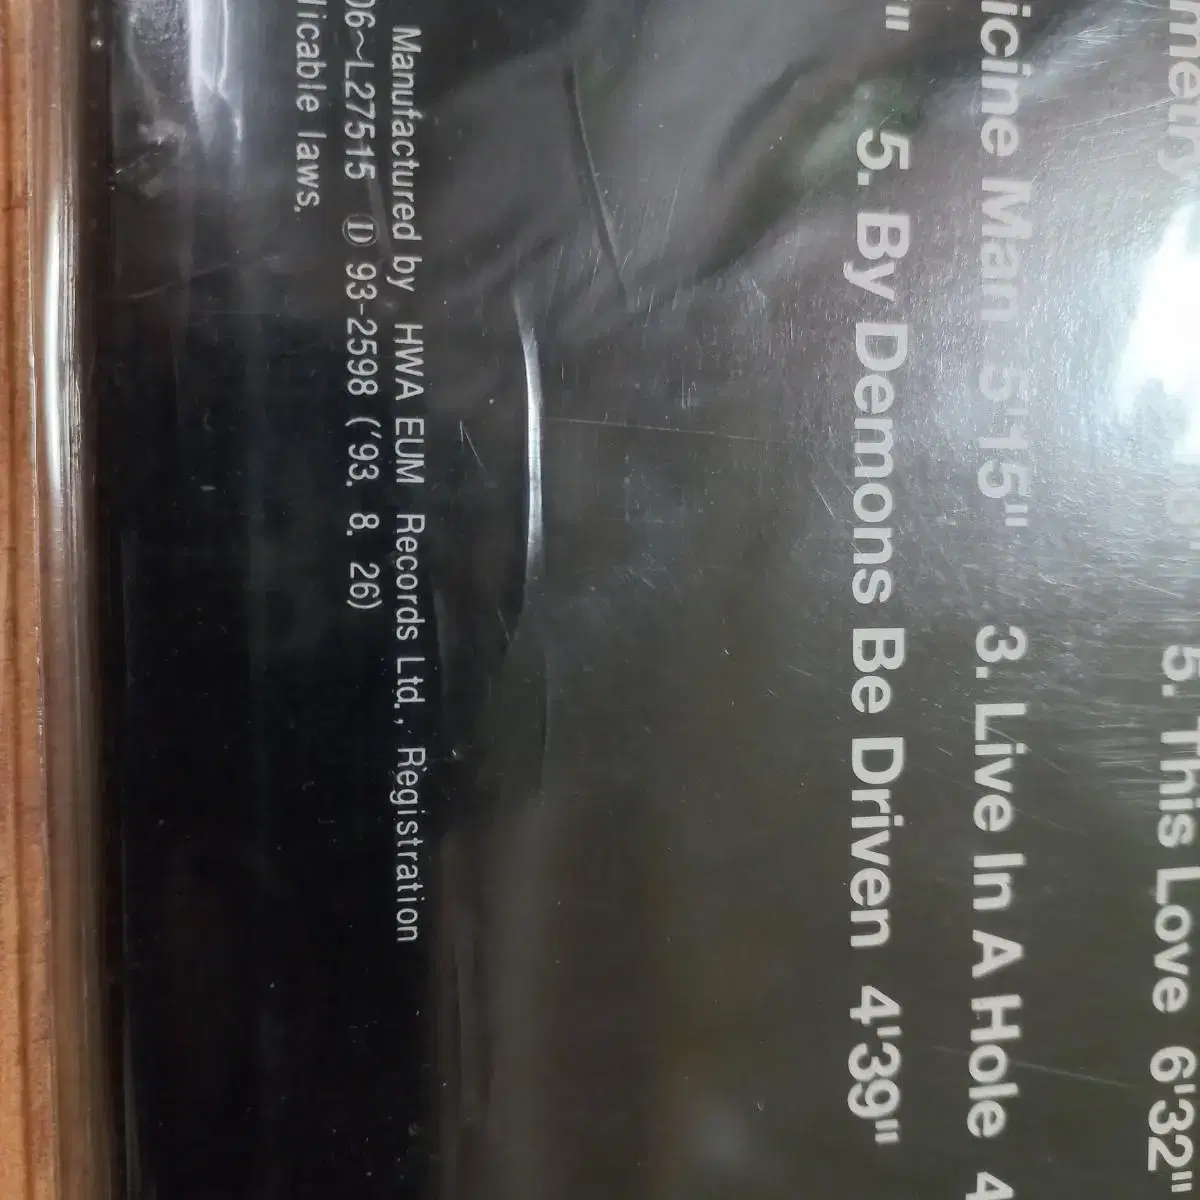 5. This Love 6'32"
Man 5'15" 3. Live In A Hole
5. By Demons Be Driven 4'39"
Manufactured by HWA EUM Records Ltd., Registration
06~L27515 Ⓓ 93-2598 ('93. 8. 26)
licable laws.